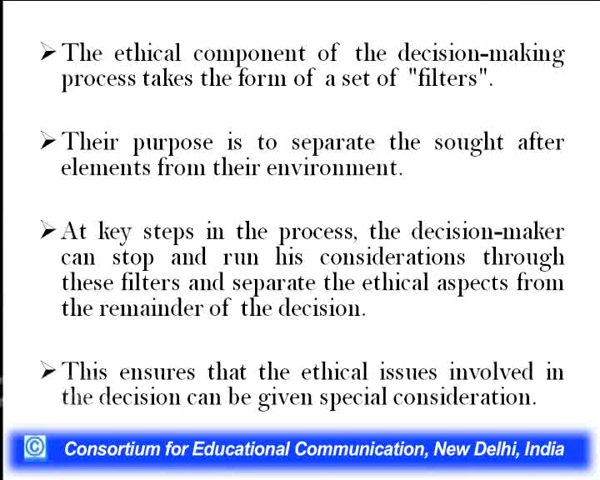 The ethical component of the decision-making
process takes the form of a set of "filters".
Their purpose is to separate the sought after
elements from their environment.
At key steps in the process, the decision-maker
can stop and run his considerations through
these filters and separate the ethical aspects from
the remainder of the decision.
This ensures that the ethical issues involved in
the decision can be given special consideration.
© Consortium for Educational Communication, New Delhi, India